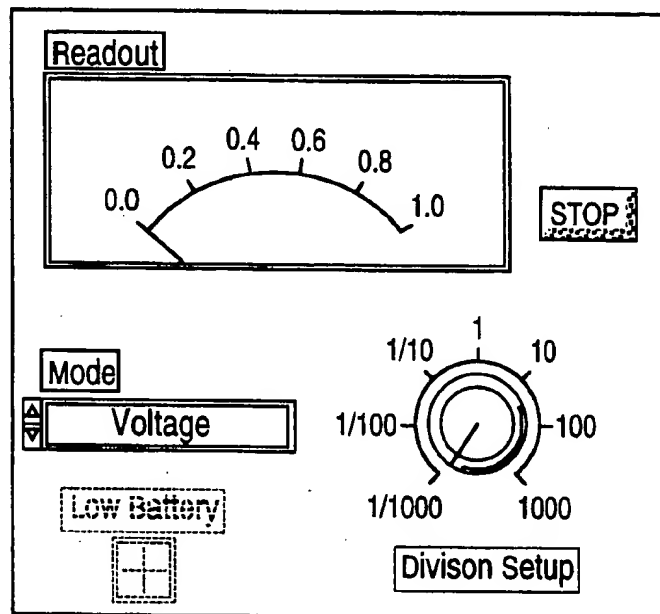 Readout
0.0
0.2
0.4
0.6
0.8
1.0
STOP
Mode
Voltage
Low Battery
1/1000
1/100
1/10
1
10
100
1000
Divison Setup